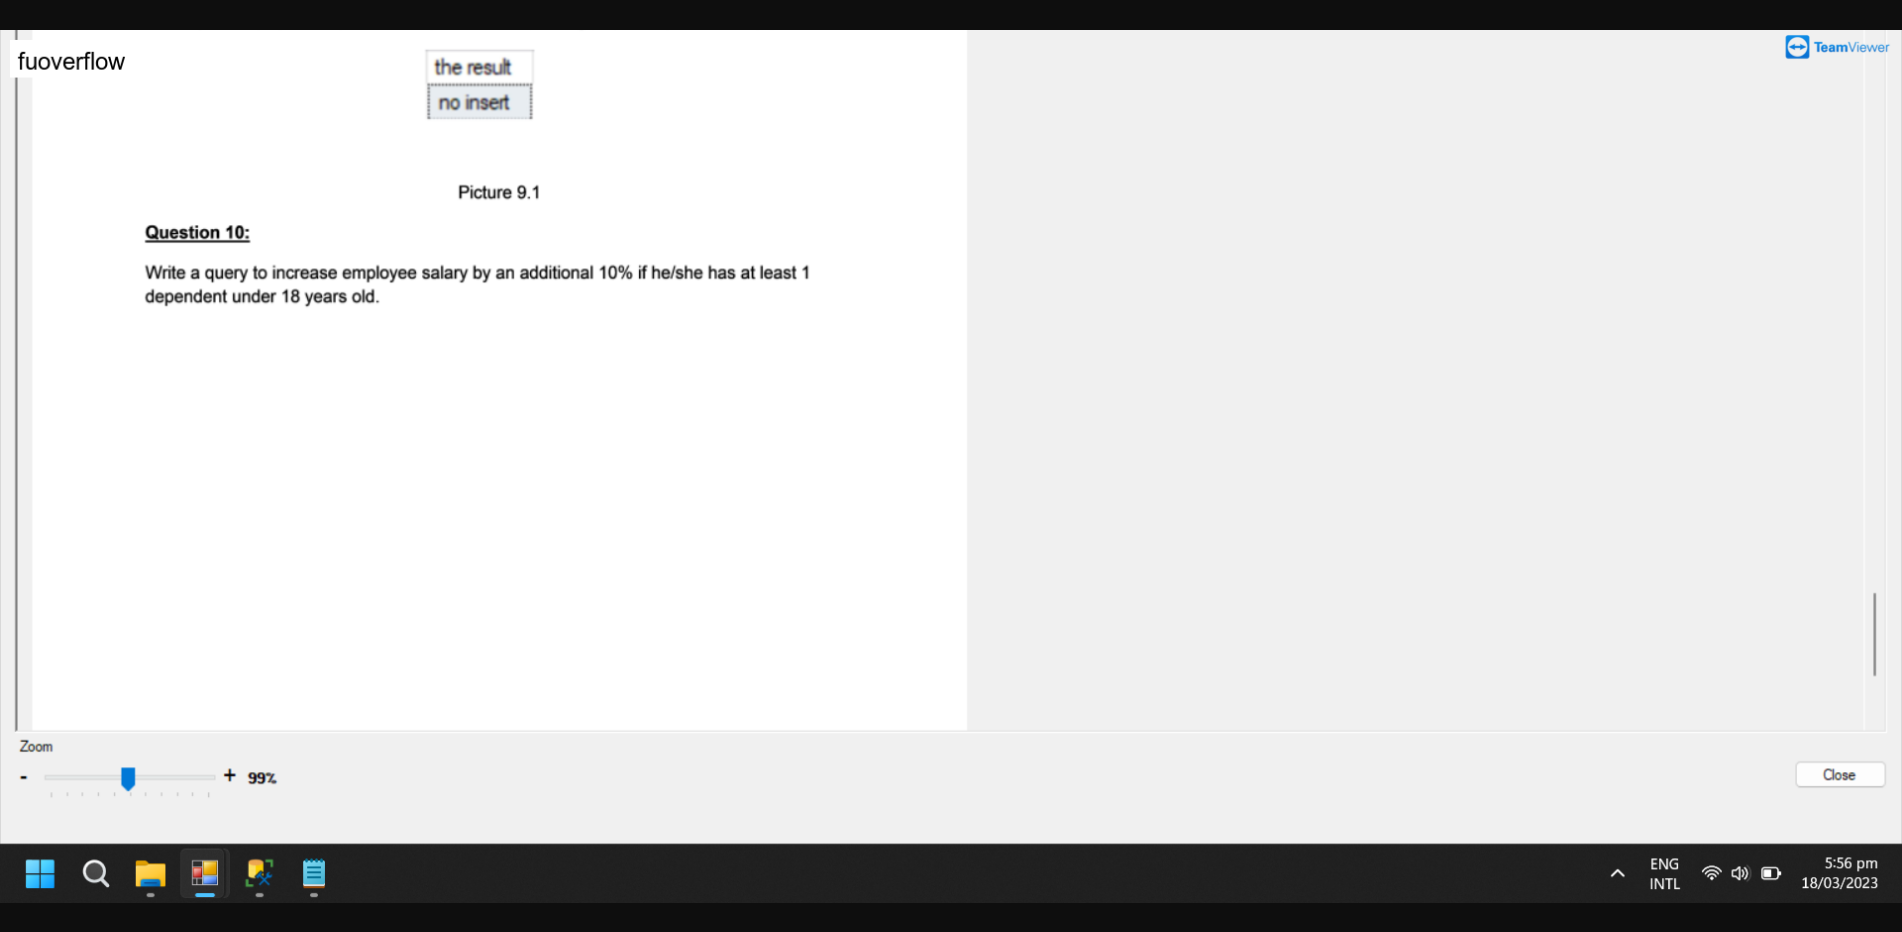 fuoverflow
TeamViewer
the result
no insert
Picture 9.1
Question 10:
Write a query to increase employee salary by an additional 10% if he/she has at least 1
dependent under 18 years old.
Zoom
- + 99%
Close
ENG
INTL
5:56 pm
18/03/2023